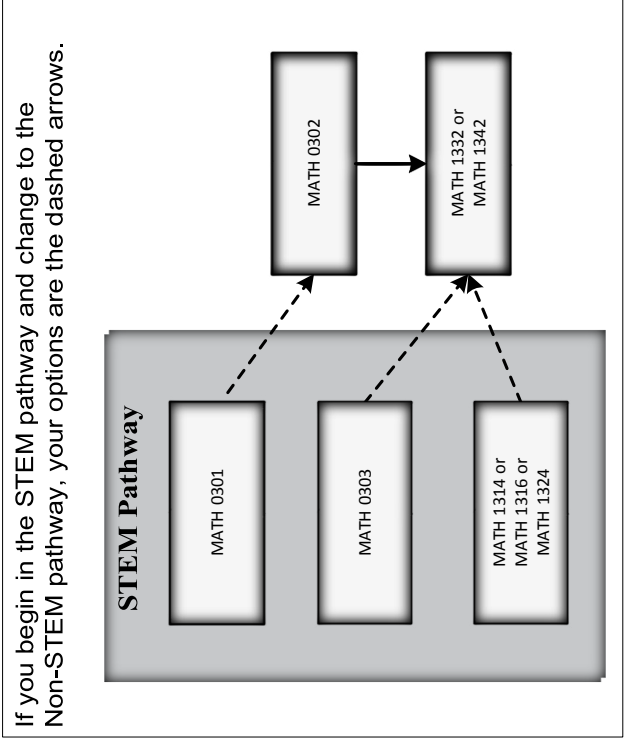 If you begin in the STEM pathway and change to the
Non-STEM pathway, your options are the dashed arrows.
STEM Pathway
MATH 0301
MATH 0303
MATH 1314 or
MATH 1316 or
MATH 1324
MATH 0302
MATH 1332 or
MATH 1342